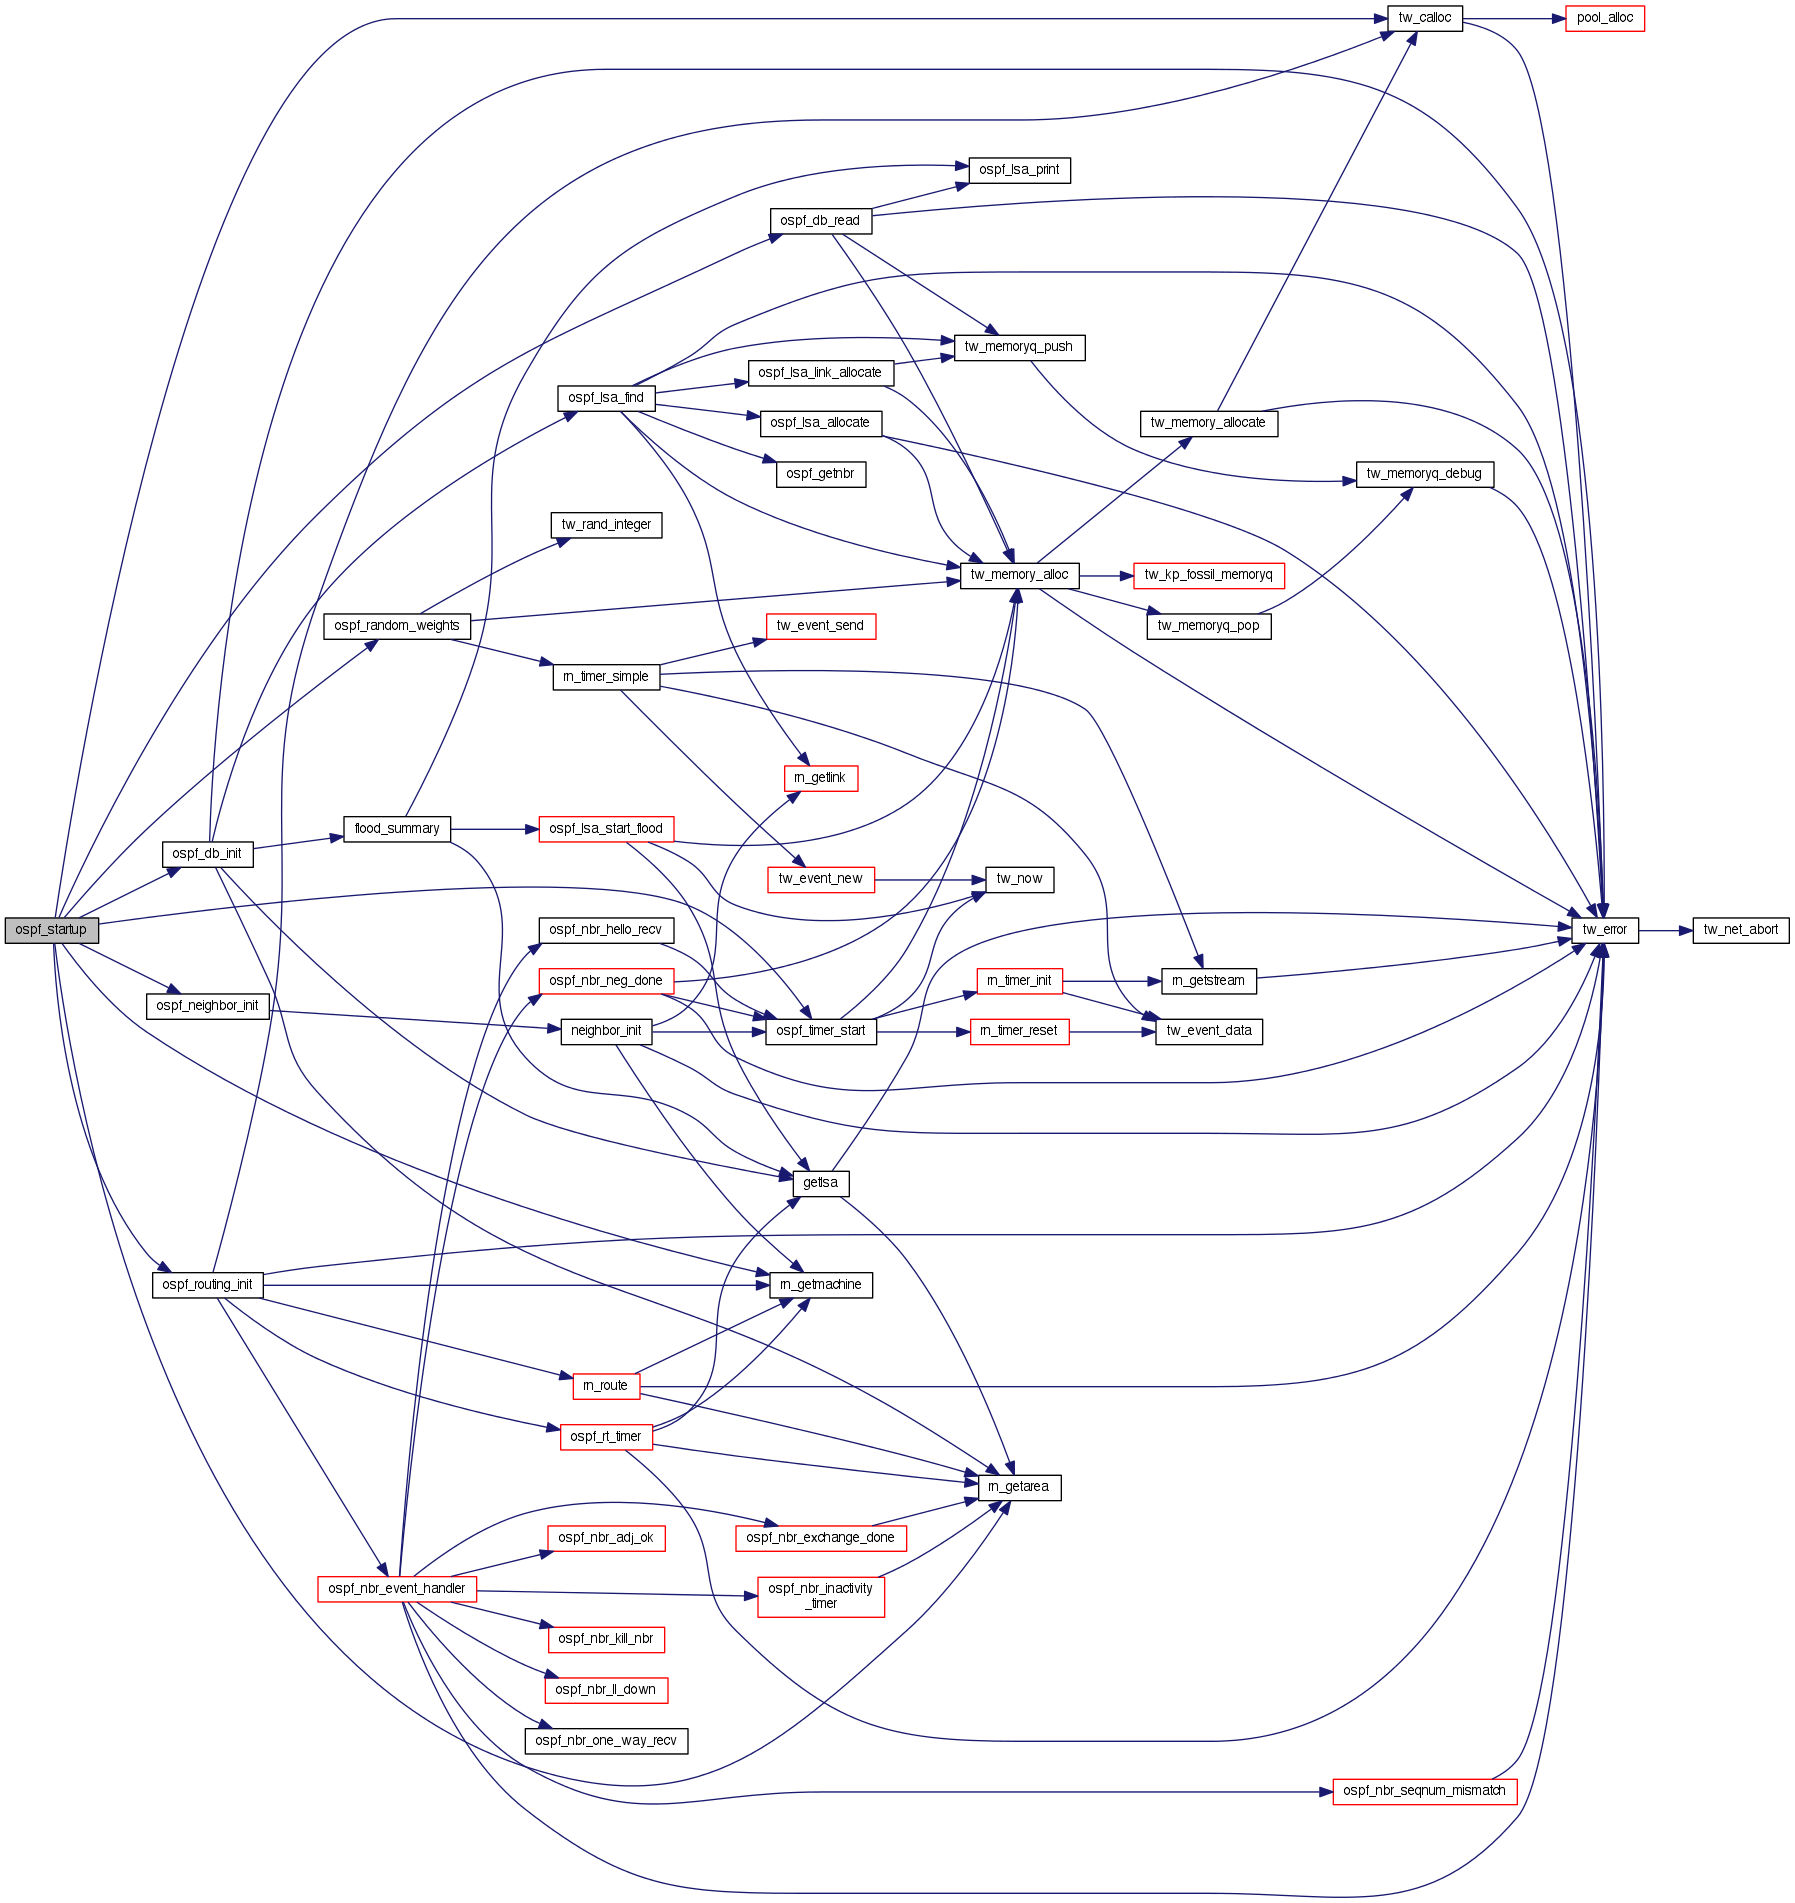 tw_calloc
pool_alloc
ospf_lsa_print
ospf_db_read
tw_memoryq_push
ospf_lsa_link_allocate
ospf_lsa_find
ospf_lsa_allocate
tw_memory_allocate
ospf_getnbr
tw_memoryq_debug
tw_rand_integer
tw_memory_alloc
tw_kp_fossil_memoryq
ospf_random_weights
tw_event_send
tw_memoryq_pop
rn_timer_simple
rn_getlink
flood_summary
ospf_lsa_start_flood
ospf_db_init
tw_event_new
tw_now
ospf_startup
ospf_nbr_hello_recv
tw_error
tw_net_abort
ospf_nbr_neg_done
rn_timer_init
rn_getstream
ospf_neighbor_init
neighbor_init
ospf_timer_start
rn_timer_reset
tw_event_data
getlsa
ospf_routing_init
rn_getmachine
rn_route
ospf_rt_timer
rn_getarea
ospf_nbr_adj_ok
ospf_nbr_exchange_done
ospf_nbr_event_handler
ospf_nbr_inactivity
_timer
ospf_nbr_kill_nbr
ospf_nbr_ll_down
ospf_nbr_one_way_recv
ospf_nbr_seqnum_mismatch